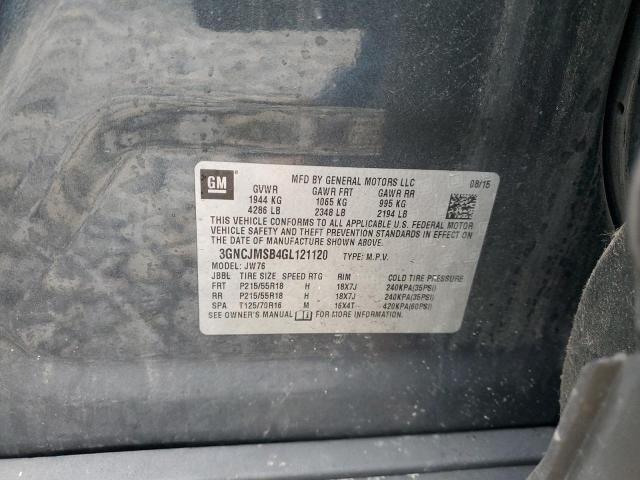 GM MFD BY GENERAL MOTORS LLC 08/15
GVWR GAWR FRT GAWR RR
1944 KG 1065 KG 995 KG
4286 LB 2348 LB 2194 LB
THIS VEHICLE CONFORMS TO ALL APPLICABLE U.S. FEDERAL MOTOR
VEHICLE SAFETY AND THEFT PREVENTION STANDARDS IN EFFECT ON THE
DATE OF MANUFACTURE SHOWN ABOVE.
3GNCJMSB4GL121120 TYPE: M.P.V.
MODEL: JW76
JBBL TIRE SIZE SPEED RTG RIM COLD TIRE PRESSURE
FRT P215/55R18 H 18X7J 240KPA(35PSI)
RR P215/55R18 H 18X7J 240KPA(35PSI)
SPA T125/70R16 M 16X4T 420KPA(60PSI)
SEE OWNER'S MANUAL FOR MORE INFORMATION.